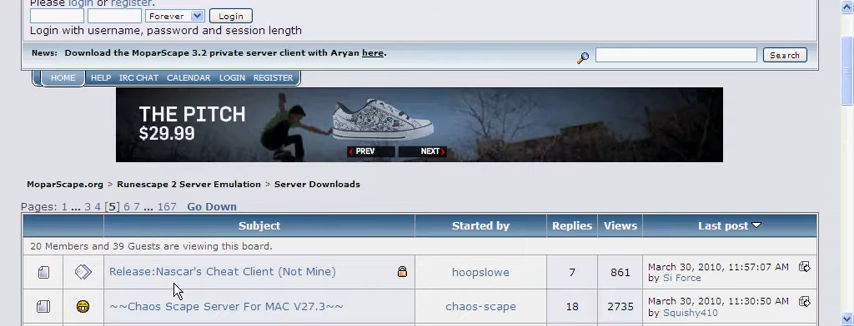 Please login or register.
Forever Login
Login with username, password and session length
News: Download the MoparScape 3.2 private server client with Aryan here.
Search
HOME HELP IRC CHAT CALENDAR LOGIN REGISTER
THE PITCH
$29.99
PREV NEXT
MoparScape.org > Runescape 2 Server Emulation > Server Downloads
Pages: 1 ... 3 4 [5] 6 7 ... 167 Go Down
Subject Started by Replies Views Last post
20 Members and 39 Guests are viewing this board.
Release:Nascar's Cheat Client (Not Mine) hoopslowe 7 861 March 30, 2010, 11:57:07 AM
by Si Force
~~Chaos Scape Server For MAC V27.3~~ chaos-scape 18 2735 March 30, 2010, 11:30:50 AM
by Squishy410